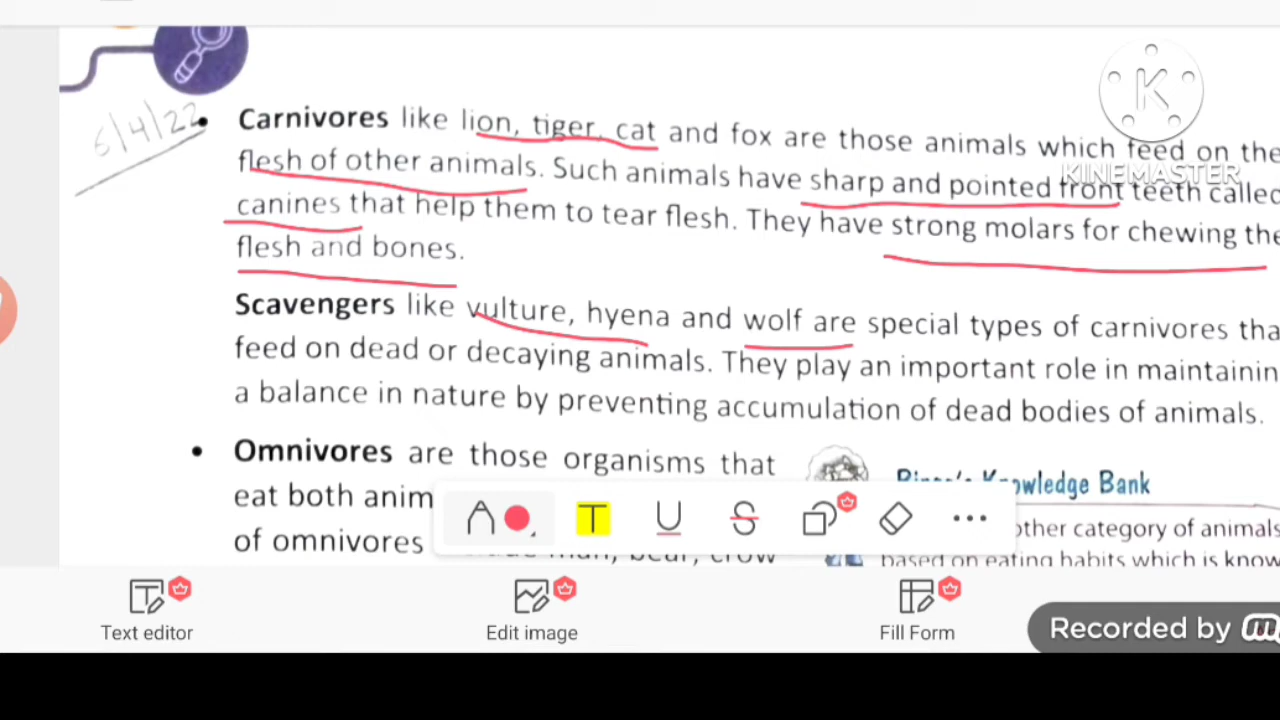 5/4/22
Carnivores like lion, tiger, cat and fox are those animals which feed on the
flesh of other animals. Such animals have sharp and pointed front teeth called
canines that help them to tear flesh. They have strong molars for chewing the
flesh and bones.
Scavengers like vulture, hyena and wolf are special types of carnivores tha
feed on dead or decaying animals. They play an important role in maintainin
a balance in nature by preventing accumulation of dead bodies of animals.
Omnivores are those organisms that
eat both anim
of omnivores man, bear, crow
Knowledge Bank
other category of animals
based on eating habits which is know
K
KINEMASTER
T U S
Text editor
Edit image
Fill Form
Recorded by